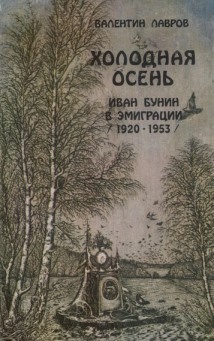 ВАЛЕНТИН ЛАВРОВ
ХОЛОДНАЯ
ОСЕНЬ
ИВАН БУНИН
В ЭМИГРАЦИИ
/1920-1953/